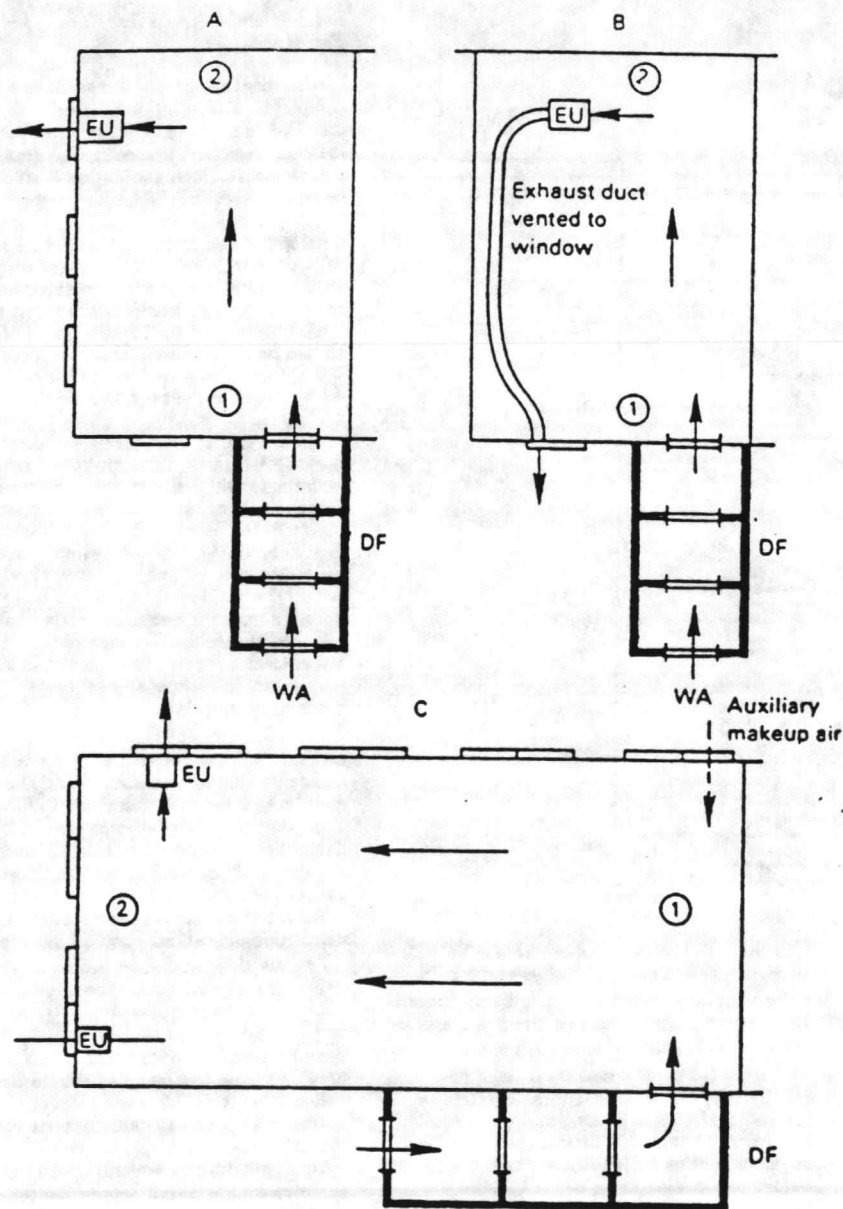 A
B
2
2
EU
EU
Exhaust duct
vented to
window
1
1
DF
DF
WA
WA
C
Auxiliary
makeup air
EU
2
1
EU
DF